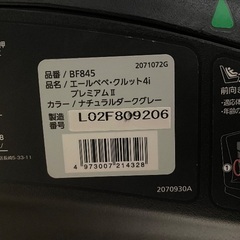 2071072G
品番 / BF845
品名 / エールベベ・クルット4i
プレミアムⅡ
カラー / ナチュラルダークグレー
製造
番号
L02F809206
4 973007 214328
2070930A
前向き